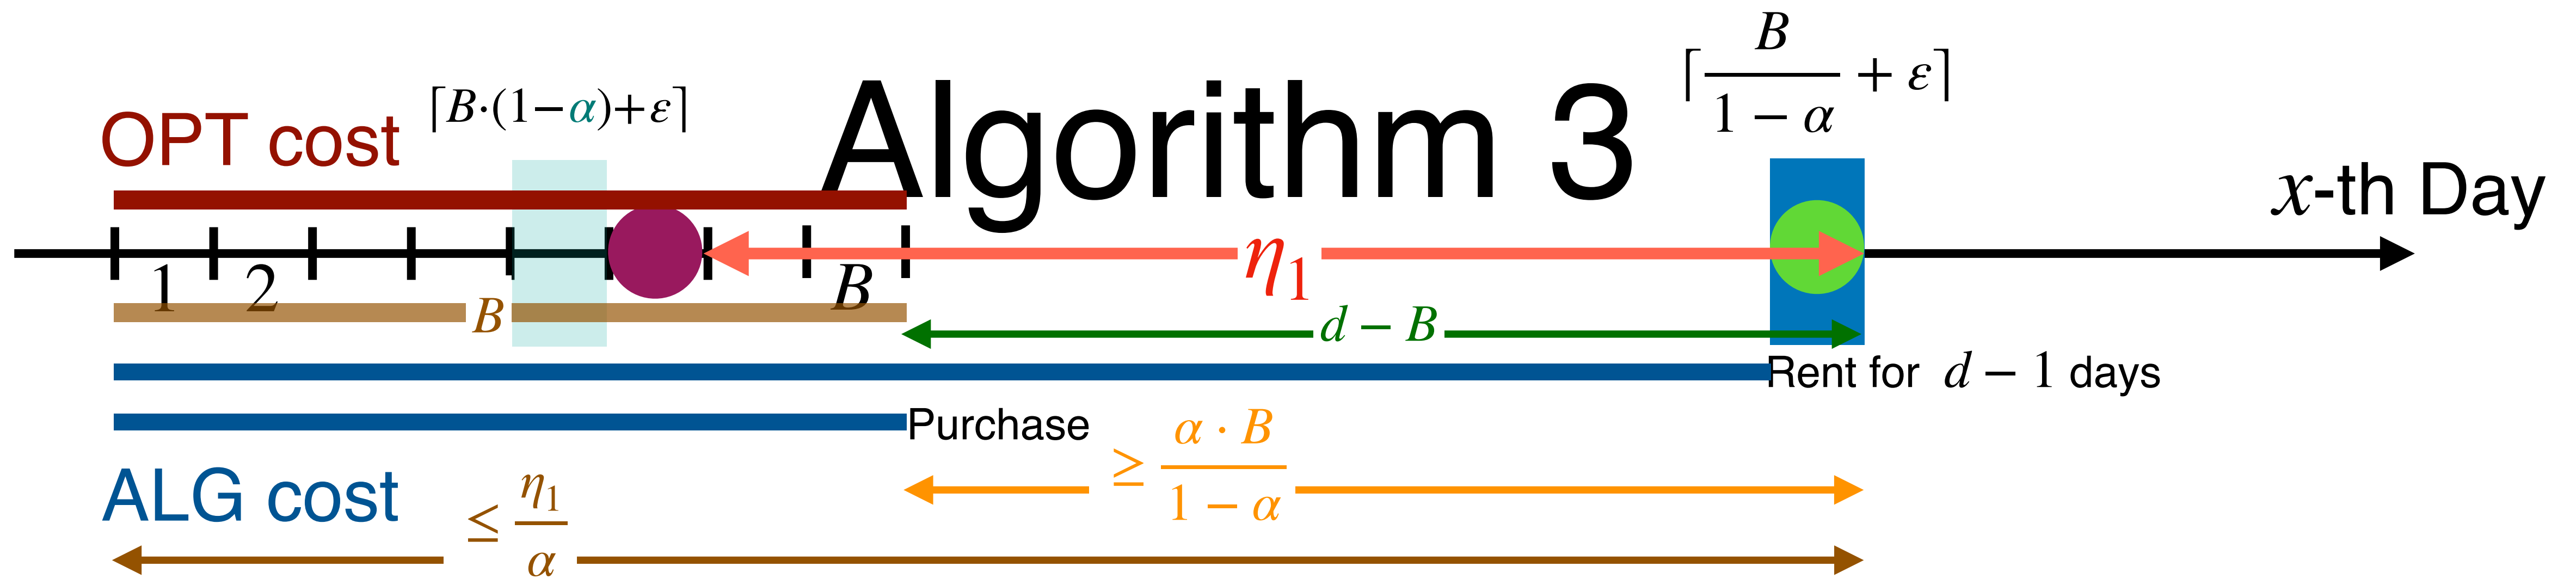 Algorithm 3
OPT cost
⌈B·(1−α)+ε⌉
⌈B/(1 − α) + ε⌉
x-th Day
1 2 B
η₁
B
d − B
Rent for d − 1 days
Purchase
≥ (α · B)/(1 − α)
ALG cost
≤ η₁/α